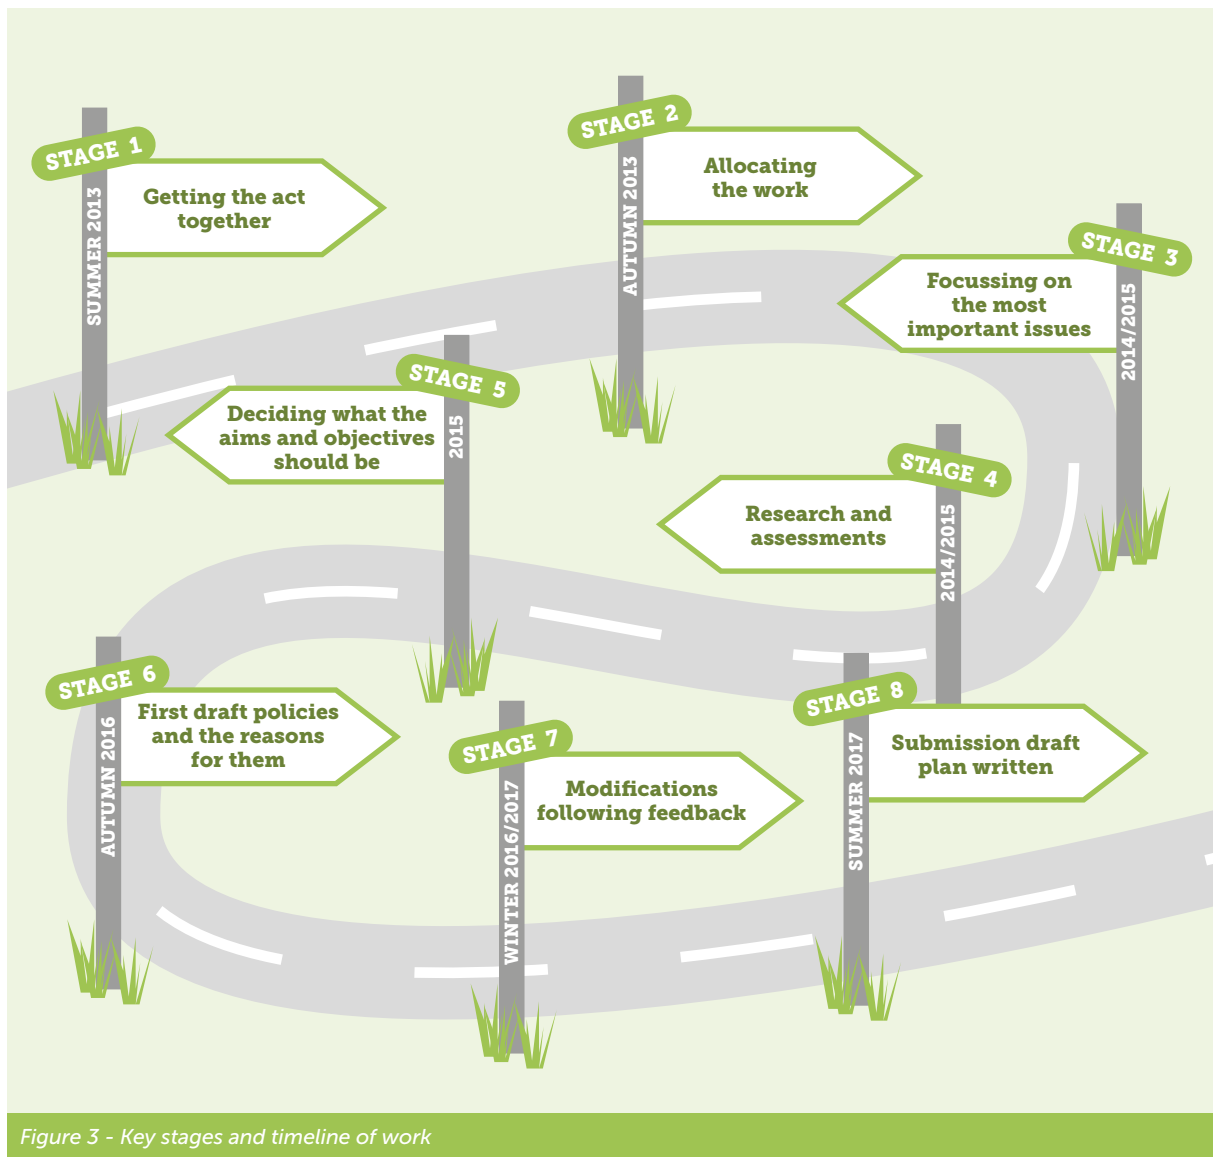 STAGE 1
SUMMER 2013
Getting the act
together
STAGE 2
AUTUMN 2013
Allocating
the work
STAGE 3
2014/2015
Focussing on
the most
important issues
STAGE 4
2014/2015
Research and
assessments
STAGE 5
2015
Deciding what the
aims and objectives
should be
STAGE 6
AUTUMN 2016
First draft policies
and the reasons
for them
STAGE 7
WINTER 2016/2017
Modifications
following feedback
STAGE 8
SUMMER 2017
Submission draft
plan written
Figure 3 - Key stages and timeline of work